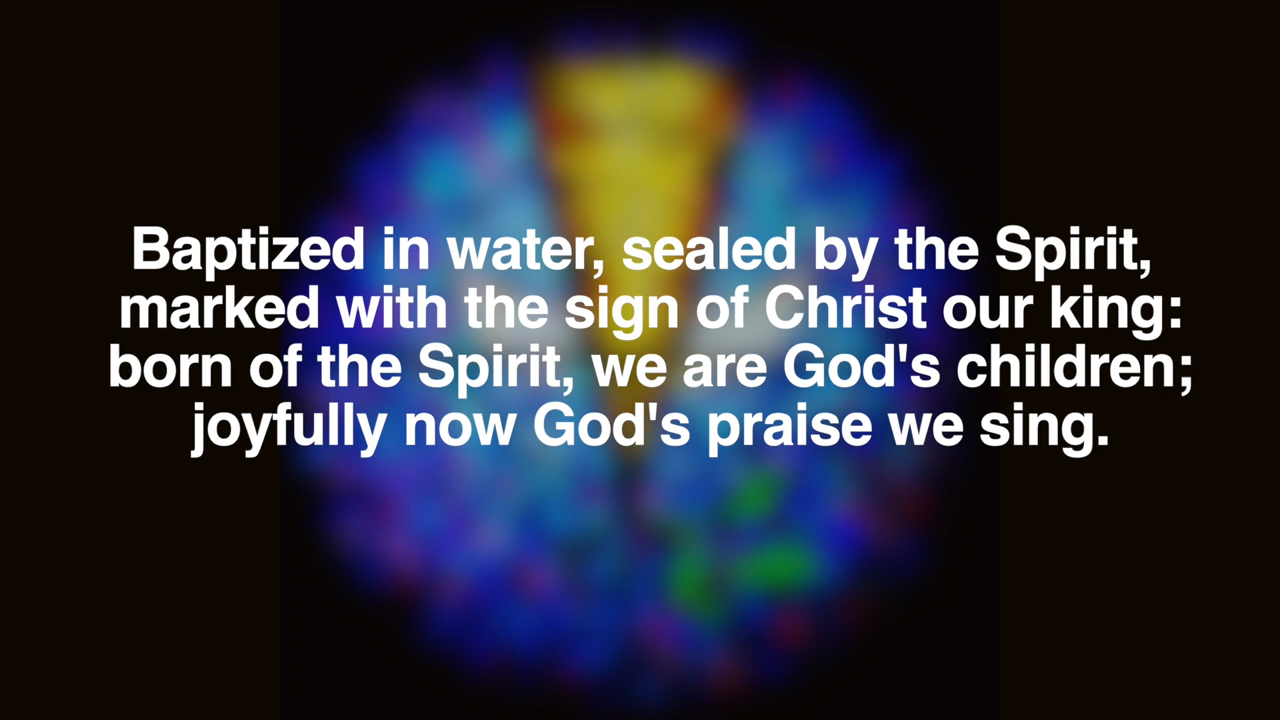 Baptized in water, sealed by the Spirit,
marked with the sign of Christ our king:
born of the Spirit, we are God's children;
joyfully now God's praise we sing.